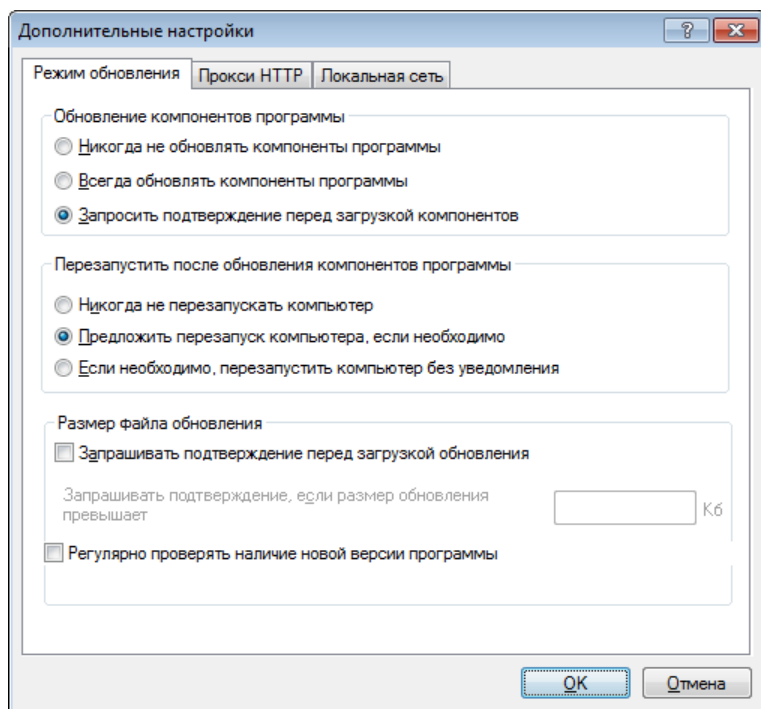 Дополнительные настройки
Режим обновления
Прокси HTTP
Локальная сеть
Обновление компонентов программы
Никогда не обновлять компоненты программы
Всегда обновлять компоненты программы
Запросить подтверждение перед загрузкой компонентов
Перезапустить после обновления компонентов программы
Никогда не перезапускать компьютер
Предложить перезапуск компьютера, если необходимо
Если необходимо, перезапустить компьютер без уведомления
Размер файла обновления
Запрашивать подтверждение перед загрузкой обновления
Запрашивать подтверждение, если размер обновления
превышает
Кб
Регулярно проверять наличие новой версии программы
OK
Отмена